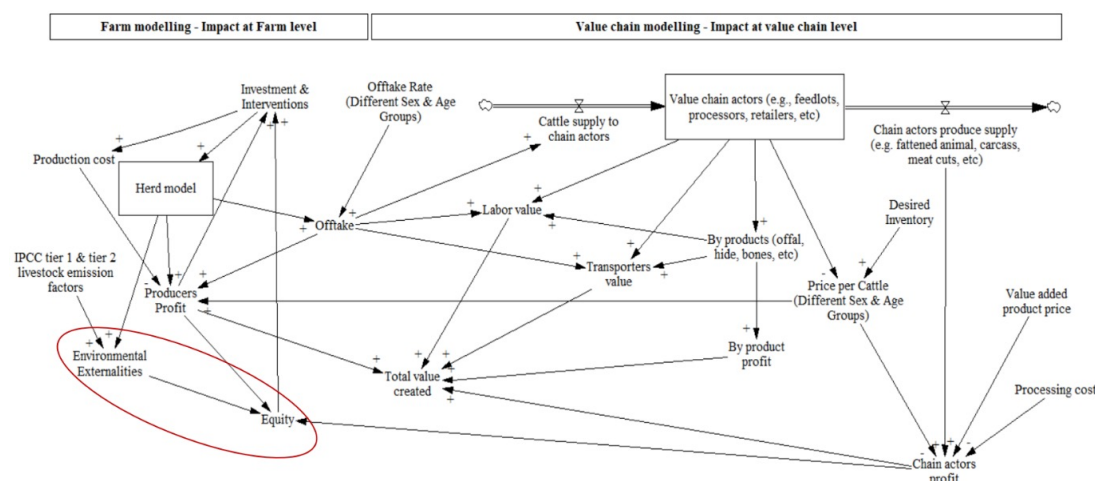 Farm modelling - Impact at Farm level
Value chain modelling - Impact at value chain level
Investment &
Interventions
Offtake Rate
(Different Sex & Age
Groups)
Cattle supply to
chain actors
Value chain actors (e.g., feedlots,
processors, retailers, etc)
Chain actors produce supply
(e.g. fattened animal, carcass,
meat cuts, etc)
Production cost
Herd model
Offtake
Labor value
Desired
Inventory
By products (offal,
hide, bones, etc)
IPCC tier 1 & tier 2
livestock emission
factors
Transporters
value
Producers
Profit
Price per Cattle
(Different Sex & Age
Groups)
Value added
product price
Environmental
Externalities
By product
profit
Total value
created
Processing cost
Equity
Chain actors
profit